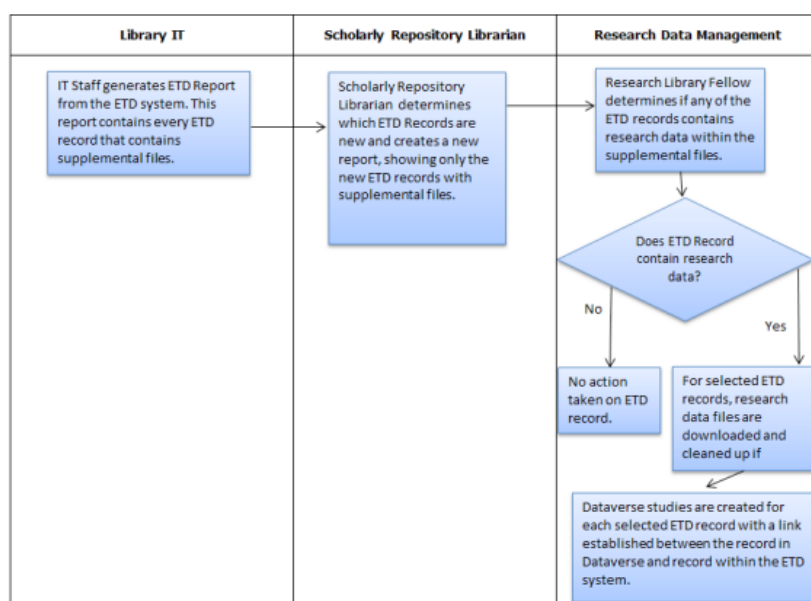 Library IT
Scholarly Repository Librarian
Research Data Management
IT Staff generates ETD Report
from the ETD system. This
report contains every ETD
record that contains
supplemental files.
Scholarly Repository
Librarian determines
which ETD Records are
new and creates a new
report, showing only the
new ETD records with
supplemental files.
Research Library Fellow
determines if any of the
ETD records contains
research data within the
supplemental files.
Does ETD Record
contain research
data?
No
Yes
No action
taken on ETD
record.
For selected ETD
records, research
data files are
downloaded and
cleaned up if
Dataverse studies are created for
each selected ETD record with a link
established between the record in
Dataverse and record within the ETD
system.